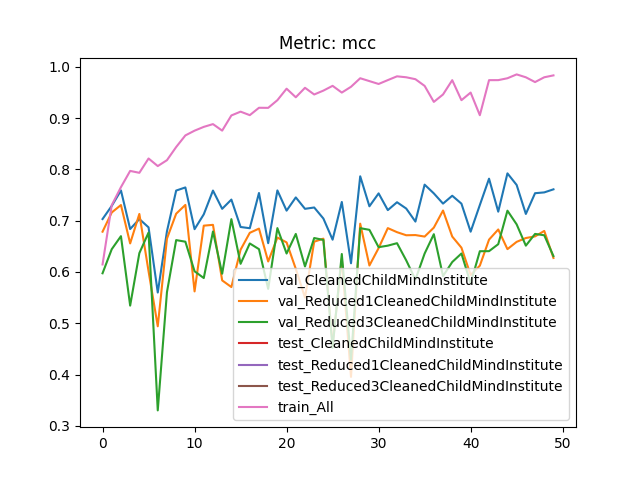 Metric: mcc
1.0
0.9
0.8
0.7
0.6
0.5
0.4
0.3
0
10
20
30
40
50
val_CleanedChildMindInstitute
val_Reduced1CleanedChildMindInstitute
val_Reduced3CleanedChildMindInstitute
test_CleanedChildMindInstitute
test_Reduced1CleanedChildMindInstitute
test_Reduced3CleanedChildMindInstitute
train_All